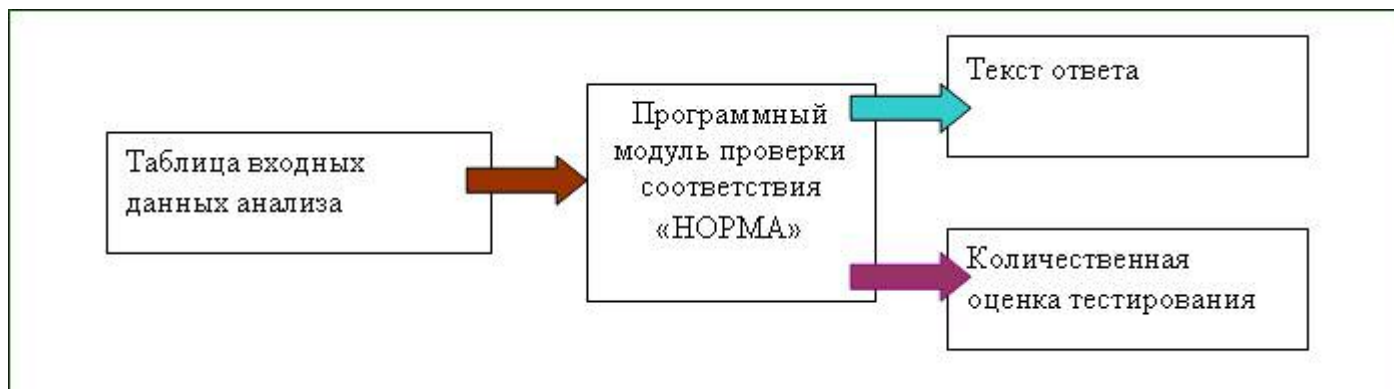 Таблица входных
данных анализа
Программный
модуль проверки
соответствия
«НОРМА»
Текст ответа
Количественная
оценка тестирования